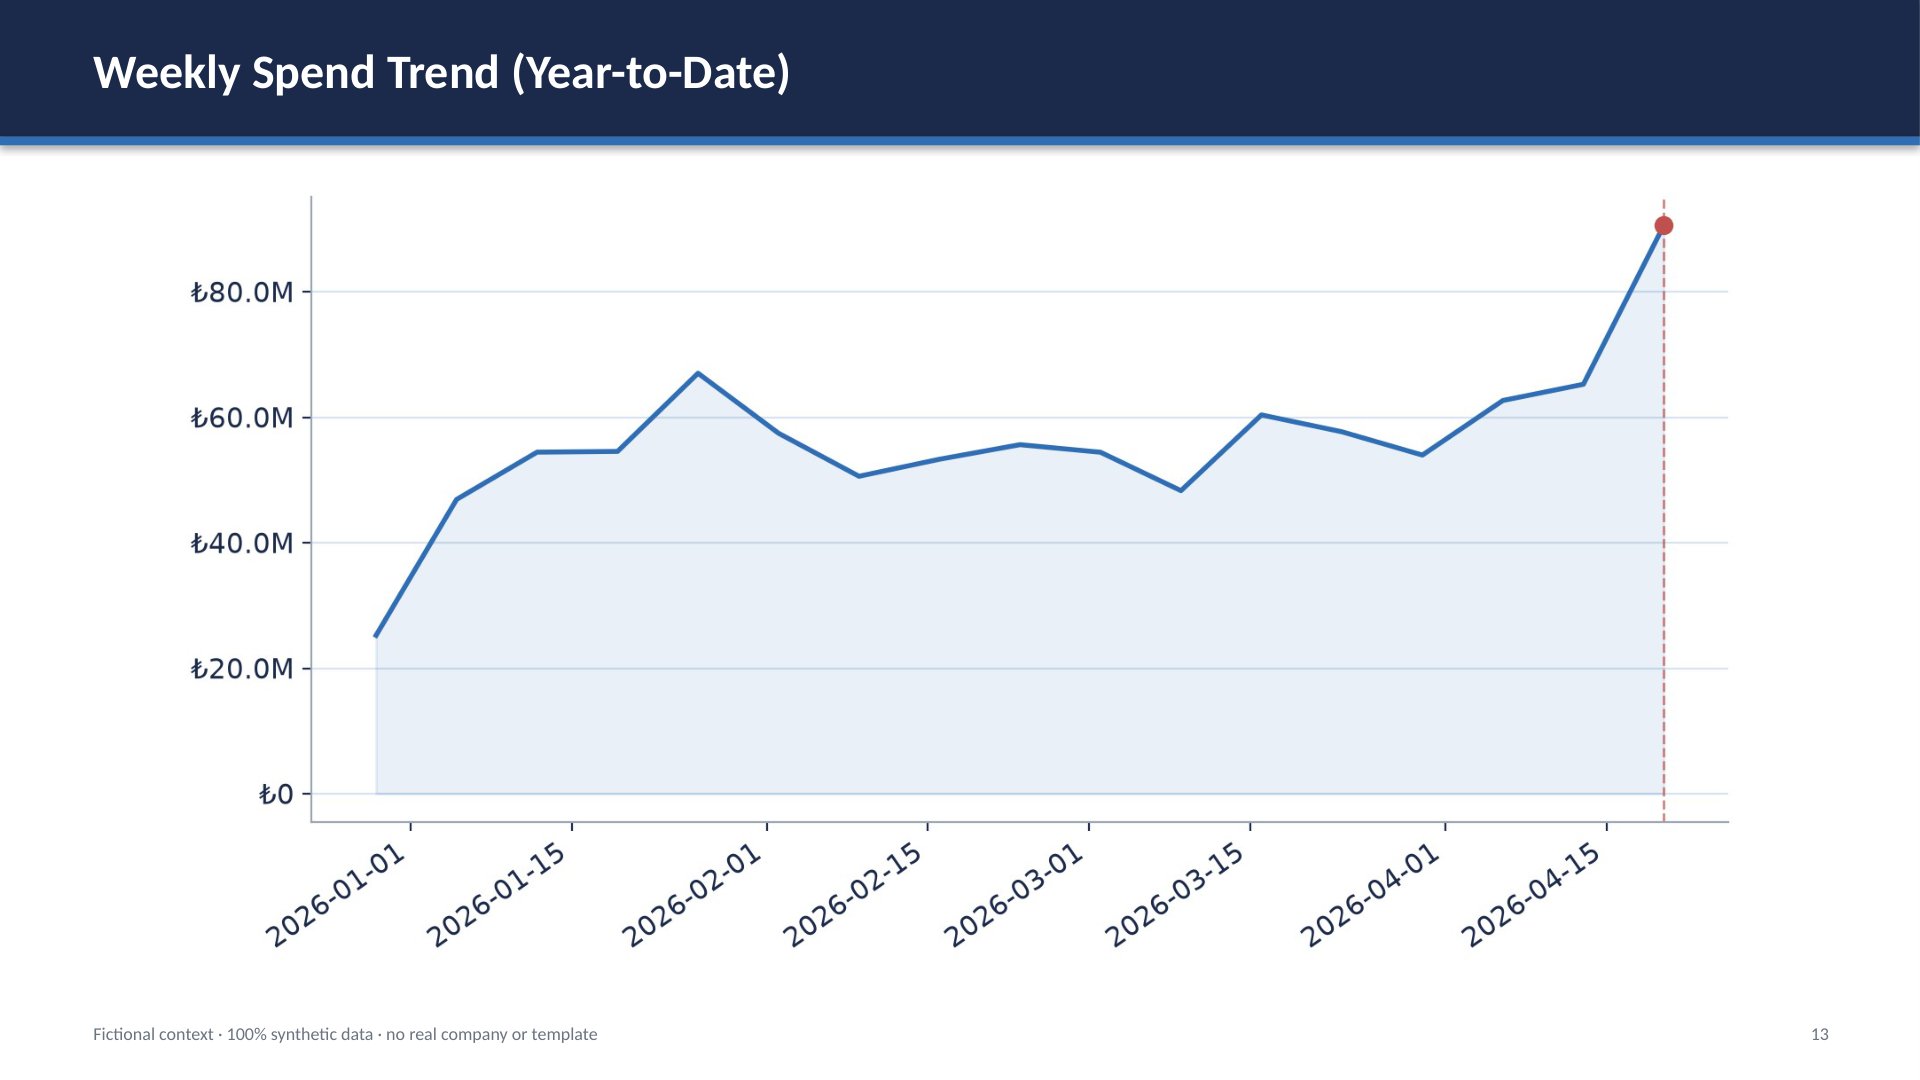 Weekly Spend Trend (Year-to-Date)
₺80.0M
₺60.0M
₺40.0M
₺20.0M
₺0
2026-01-01
2026-01-15
2026-02-01
2026-02-15
2026-03-01
2026-03-15
2026-04-01
2026-04-15
Fictional context · 100% synthetic data · no real company or template
13